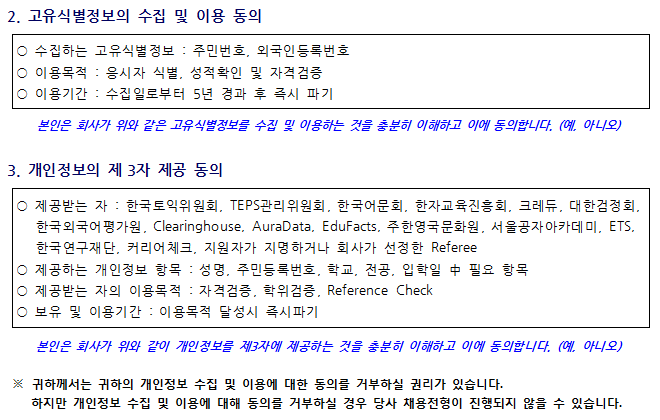 2. 고유식별정보의 수집 및 이용 동의
○ 수집하는 고유식별정보 : 주민번호, 외국인등록번호
○ 이용목적 : 응시자 식별, 성적확인 및 자격검증
○ 이용기간 : 수집일로부터 5년 경과 후 즉시 파기
본인은 회사가 위와 같은 고유식별정보를 수집 및 이용하는 것을 충분히 이해하고 이에 동의합니다. (예, 아니오)
3. 개인정보의 제 3자 제공 동의
○ 제공받는 자 : 한국토익위원회, TEPS관리위원회, 한국어문회, 한자교육진흥회, 크레듀, 대한검정회,
한국외국어평가원, Clearinghouse, AuraData, EduFacts, 주한영국문화원, 서울공자아카데미, ETS,
한국연구재단, 커리어체크, 지원자가 지명하거나 회사가 선정한 Referee
○ 제공하는 개인정보 항목 : 성명, 주민등록번호, 학교, 전공, 입학일 中 필요 항목
○ 제공받는 자의 이용목적 : 자격검증, 학위검증, Reference Check
○ 보유 및 이용기간 : 이용목적 달성시 즉시파기
본인은 회사가 위와 같이 개인정보를 제3자에 제공하는 것을 충분히 이해하고 이에 동의합니다. (예, 아니오)
※ 귀하께서는 귀하의 개인정보 수집 및 이용에 대한 동의를 거부하실 권리가 있습니다.
하지만 개인정보 수집 및 이용에 대해 동의를 거부하실 경우 당사 채용전형이 진행되지 않을 수 있습니다.